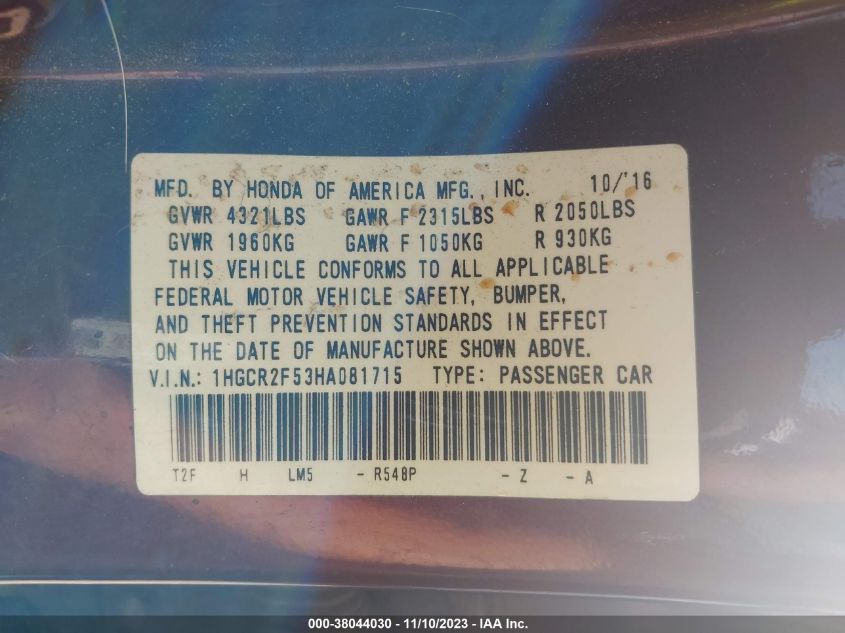 MFD. BY HONDA OF AMERICA MFG., INC. 10/'16
GVWR 4321LBS GAWR F 2315LBS R 2050LBS
GVWR 1960KG GAWR F 1050KG R 930KG
THIS VEHICLE CONFORMS TO ALL APPLICABLE
FEDERAL MOTOR VEHICLE SAFETY, BUMPER,
AND THEFT PREVENTION STANDARDS IN EFFECT
ON THE DATE OF MANUFACTURE SHOWN ABOVE.
V.I.N.: 1HGCR2F53HA081715 TYPE: PASSENGER CAR
T2F H LM5 - R548P - Z - A
000-38044030 - 11/10/2023 - IAA Inc.